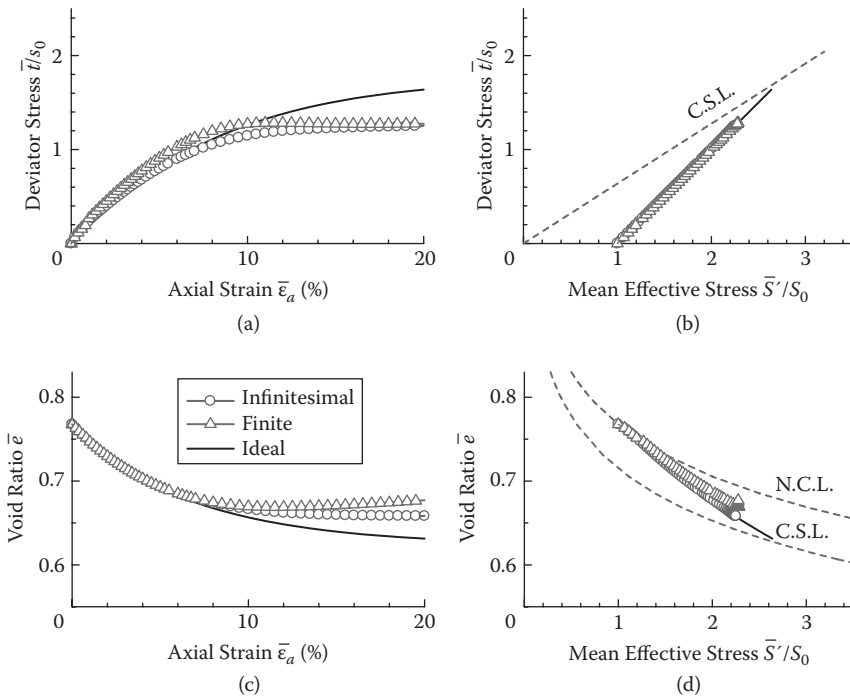 2
1
0
Deviator Stress t̅/s₀
0
10
20
Axial Strain ε̅ₐ (%)
(a)
2
1
0
Deviator Stress t̅/s₀
C.S.L.
1
2
3
Mean Effective Stress S̅´/S₀
(b)
0.8
0.7
0.6
0
Void Ratio e̅
Infinitesimal
Finite
Ideal
10
20
Axial Strain ε̅ₐ (%)
(c)
0.8
0.7
0.6
0
Void Ratio e̅
N.C.L.
C.S.L.
1
2
3
Mean Effective Stress S̅´/S₀
(d)